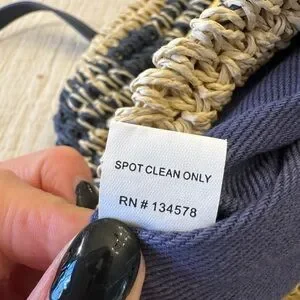 SPOT CLEAN ONLY
RN # 134578